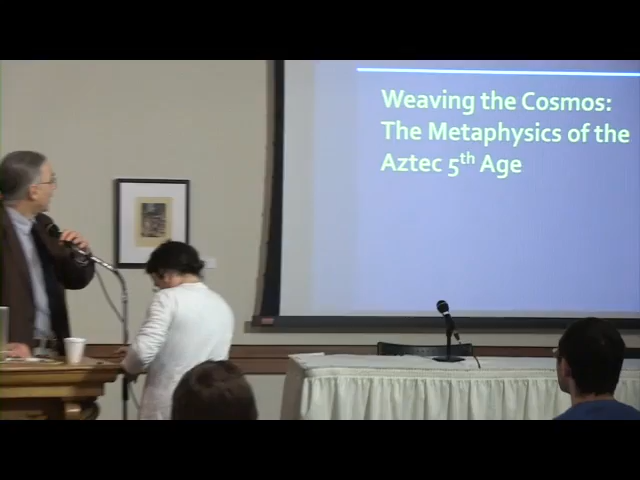 Weaving the Cosmos:
The Metaphysics of the
Aztec 5th Age